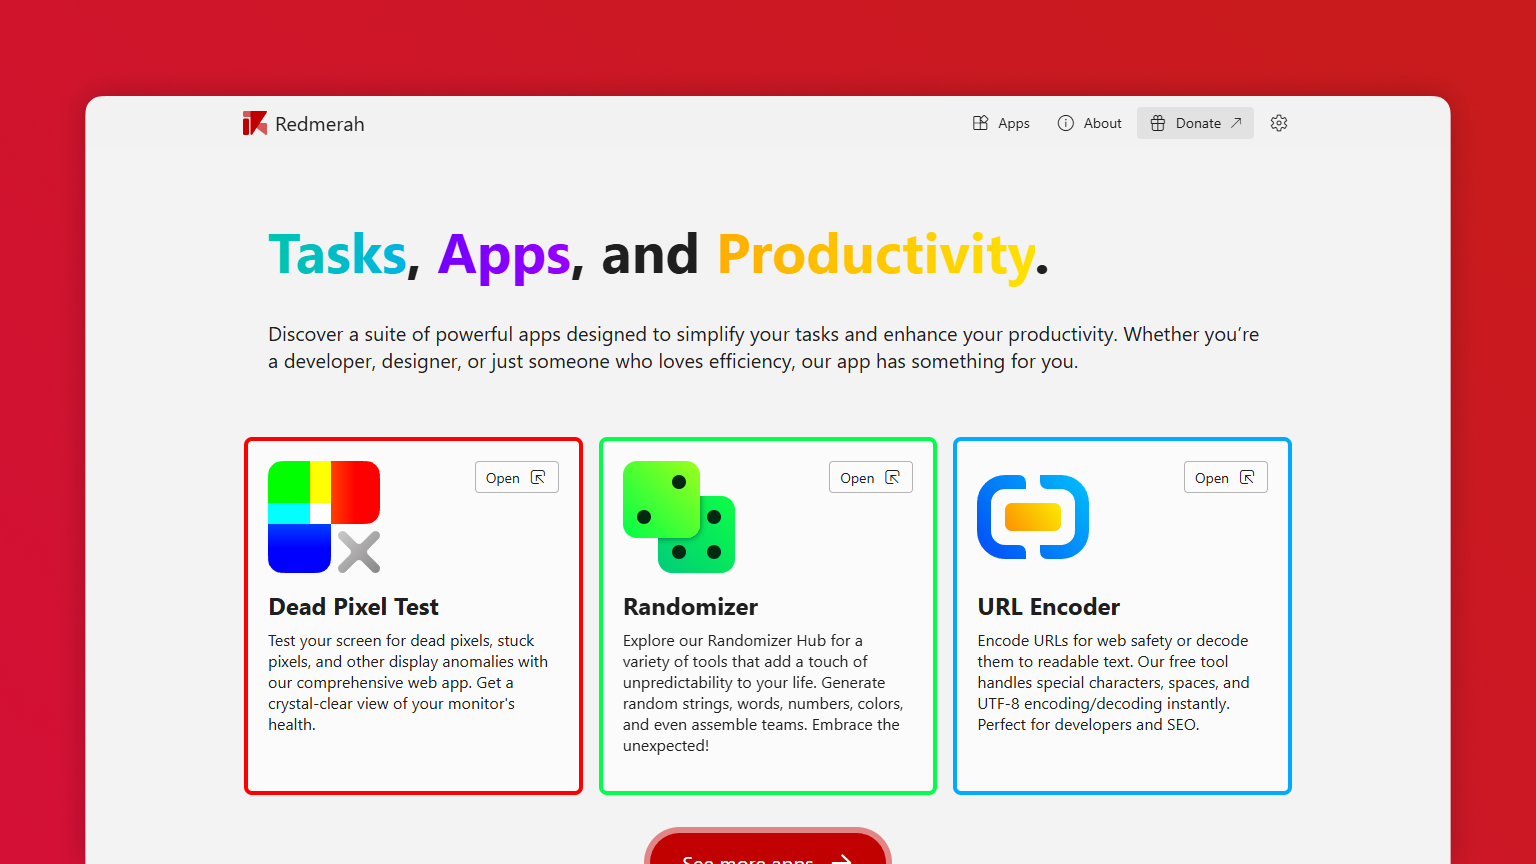 Redmerah
Apps
About
Donate
Tasks, Apps, and Productivity.
Discover a suite of powerful apps designed to simplify your tasks and enhance your productivity. Whether you’re
a developer, designer, or just someone who loves efficiency, our app has something for you.
Open
Dead Pixel Test
Test your screen for dead pixels, stuck
pixels, and other display anomalies with
our comprehensive web app. Get a
crystal-clear view of your monitor's
health.
Open
Randomizer
Explore our Randomizer Hub for a
variety of tools that add a touch of
unpredictability to your life. Generate
random strings, words, numbers, colors,
and even assemble teams. Embrace the
unexpected!
Open
URL Encoder
Encode URLs for web safety or decode
them to readable text. Our free tool
handles special characters, spaces, and
UTF-8 encoding/decoding instantly.
Perfect for developers and SEO.
See more apps